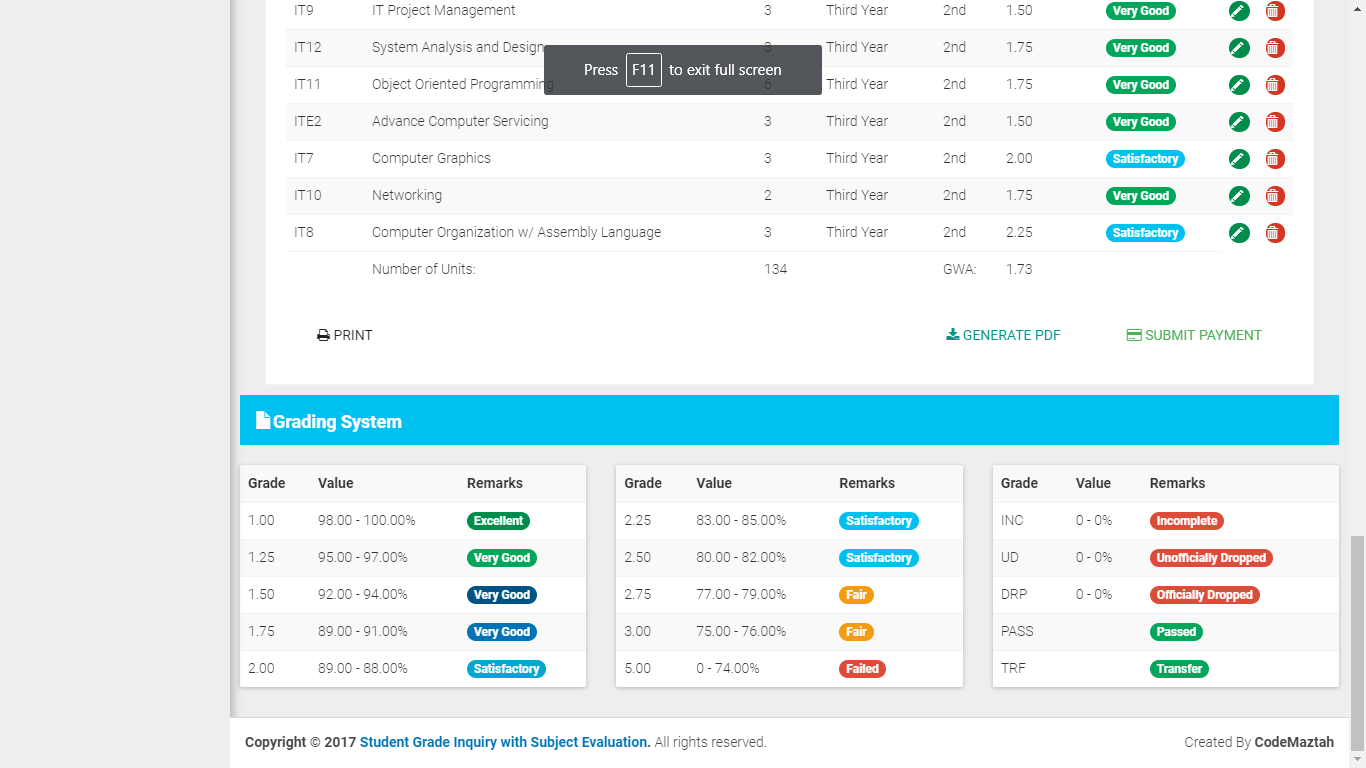 IT9 IT Project Management 3 Third Year 2nd 1.50 Very Good
IT12 System Analysis and Design 3 Third Year 2nd 1.75 Very Good
Press F11 to exit full screen
IT11 Object Oriented Programming 6 Third Year 2nd 1.75 Very Good
ITE2 Advance Computer Servicing 3 Third Year 2nd 1.50 Very Good
IT7 Computer Graphics 3 Third Year 2nd 2.00 Satisfactory
IT10 Networking 2 Third Year 2nd 1.75 Very Good
IT8 Computer Organization w/ Assembly Language 3 Third Year 2nd 2.25 Satisfactory
Number of Units: 134 GWA: 1.73
PRINT GENERATE PDF SUBMIT PAYMENT
Grading System
Grade Value Remarks Grade Value Remarks Grade Value Remarks
1.00 98.00 - 100.00% Excellent 2.25 83.00 - 85.00% Satisfactory INC 0 - 0% Incomplete
1.25 95.00 - 97.00% Very Good 2.50 80.00 - 82.00% Satisfactory UD 0 - 0% Unofficially Dropped
1.50 92.00 - 94.00% Very Good 2.75 77.00 - 79.00% Fair DRP 0 - 0% Officially Dropped
1.75 89.00 - 91.00% Very Good 3.00 75.00 - 76.00% Fair PASS Passed
2.00 89.00 - 88.00% Satisfactory 5.00 0 - 74.00% Failed TRF Transfer
Copyright © 2017 Student Grade Inquiry with Subject Evaluation. All rights reserved. Created By CodeMaztah